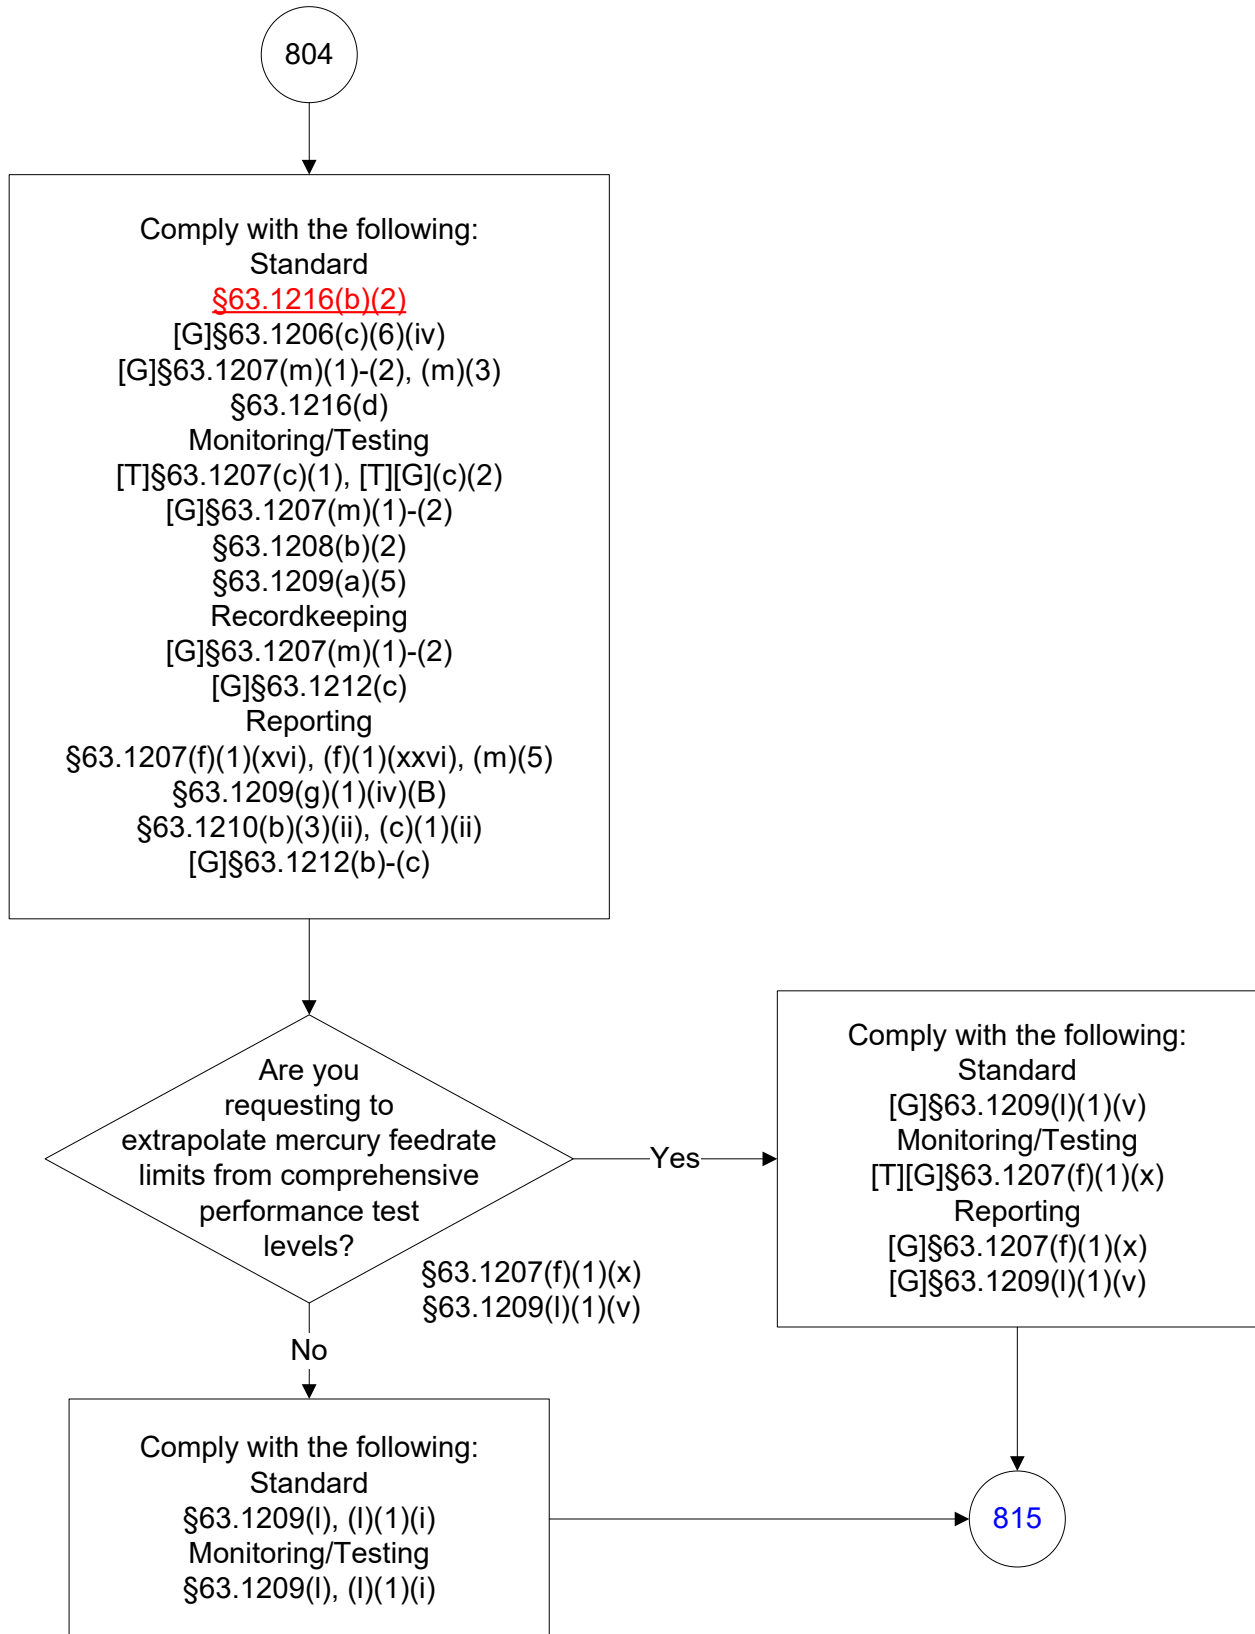 804
Comply with the following:
Standard
§63.1216(b)(2)
[G]§63.1206(c)(6)(iv)
[G]§63.1207(m)(1)-(2), (m)(3)
§63.1216(d)
Monitoring/Testing
[T]§63.1207(c)(1), [T][G](c)(2)
[G]§63.1207(m)(1)-(2)
§63.1208(b)(2)
§63.1209(a)(5)
Recordkeeping
[G]§63.1207(m)(1)-(2)
[G]§63.1212(c)
Reporting
§63.1207(f)(1)(xvi), (f)(1)(xxvi), (m)(5)
§63.1209(g)(1)(iv)(B)
§63.1210(b)(3)(ii), (c)(1)(ii)
[G]§63.1212(b)-(c)
Are you
requesting to
extrapolate mercury feedrate
limits from comprehensive
performance test
levels?
§63.1207(f)(1)(x)
§63.1209(l)(1)(v)
Yes
Comply with the following:
Standard
[G]§63.1209(l)(1)(v)
Monitoring/Testing
[T][G]§63.1207(f)(1)(x)
Reporting
[G]§63.1207(f)(1)(x)
[G]§63.1209(l)(1)(v)
No
Comply with the following:
Standard
§63.1209(l), (l)(1)(i)
Monitoring/Testing
§63.1209(l), (l)(1)(i)
815